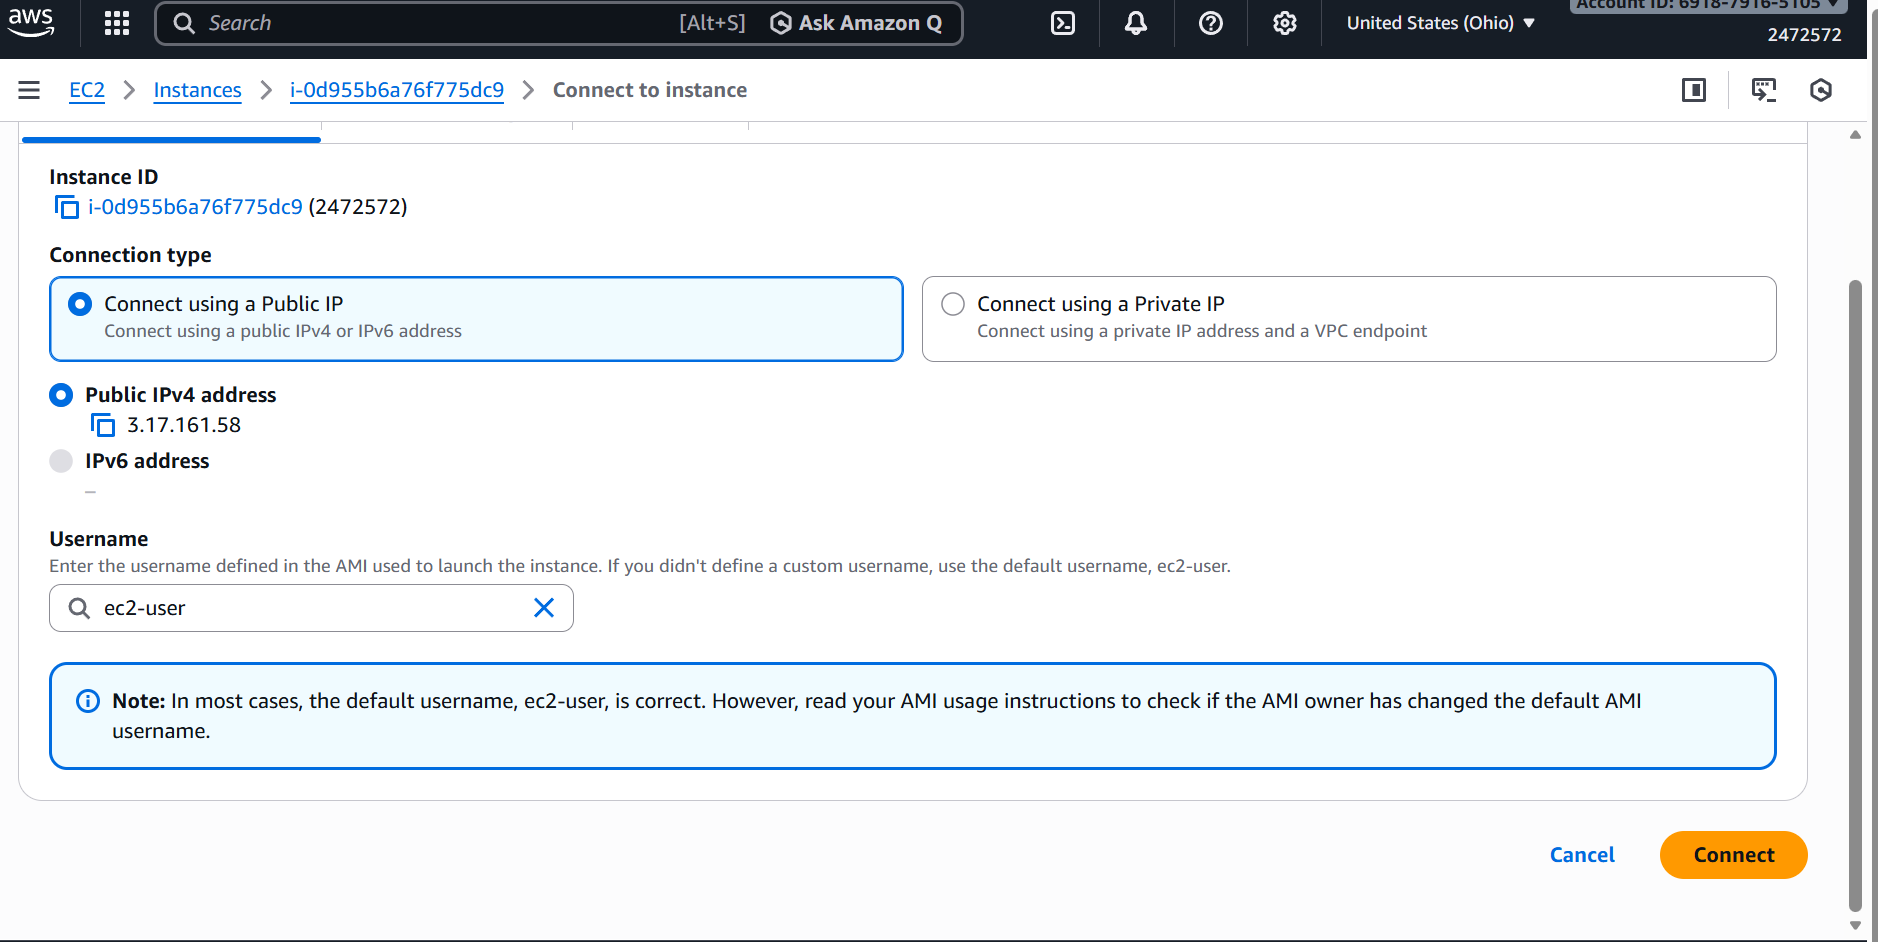 aws
Search [Alt+S] Ask Amazon Q
United States (Ohio)
Account ID: 6918-7916-5105
2472572
EC2 Instances i-0d955b6a76f775dc9 Connect to instance
Instance ID
i-0d955b6a76f775dc9 (2472572)
Connection type
Connect using a Public IP
Connect using a public IPv4 or IPv6 address
Connect using a Private IP
Connect using a private IP address and a VPC endpoint
Public IPv4 address
3.17.161.58
IPv6 address
–
Username
Enter the username defined in the AMI used to launch the instance. If you didn't define a custom username, use the default username, ec2-user.
ec2-user
Note: In most cases, the default username, ec2-user, is correct. However, read your AMI usage instructions to check if the AMI owner has changed the default AMI
username.
Cancel
Connect